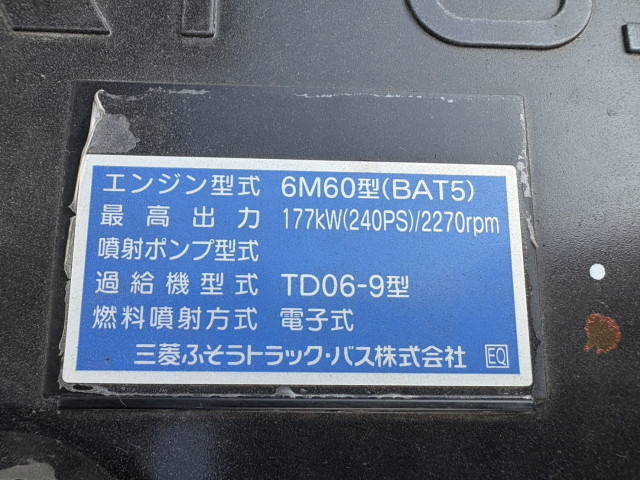 エンジン型式 6M60型(BAT5)
最高出力 177kW(240PS)/2270rpm
噴射ポンプ型式
過給機型式 TD06-9型
燃料噴射方式 電子式
三菱ふそうトラック・バス株式会社 EQ